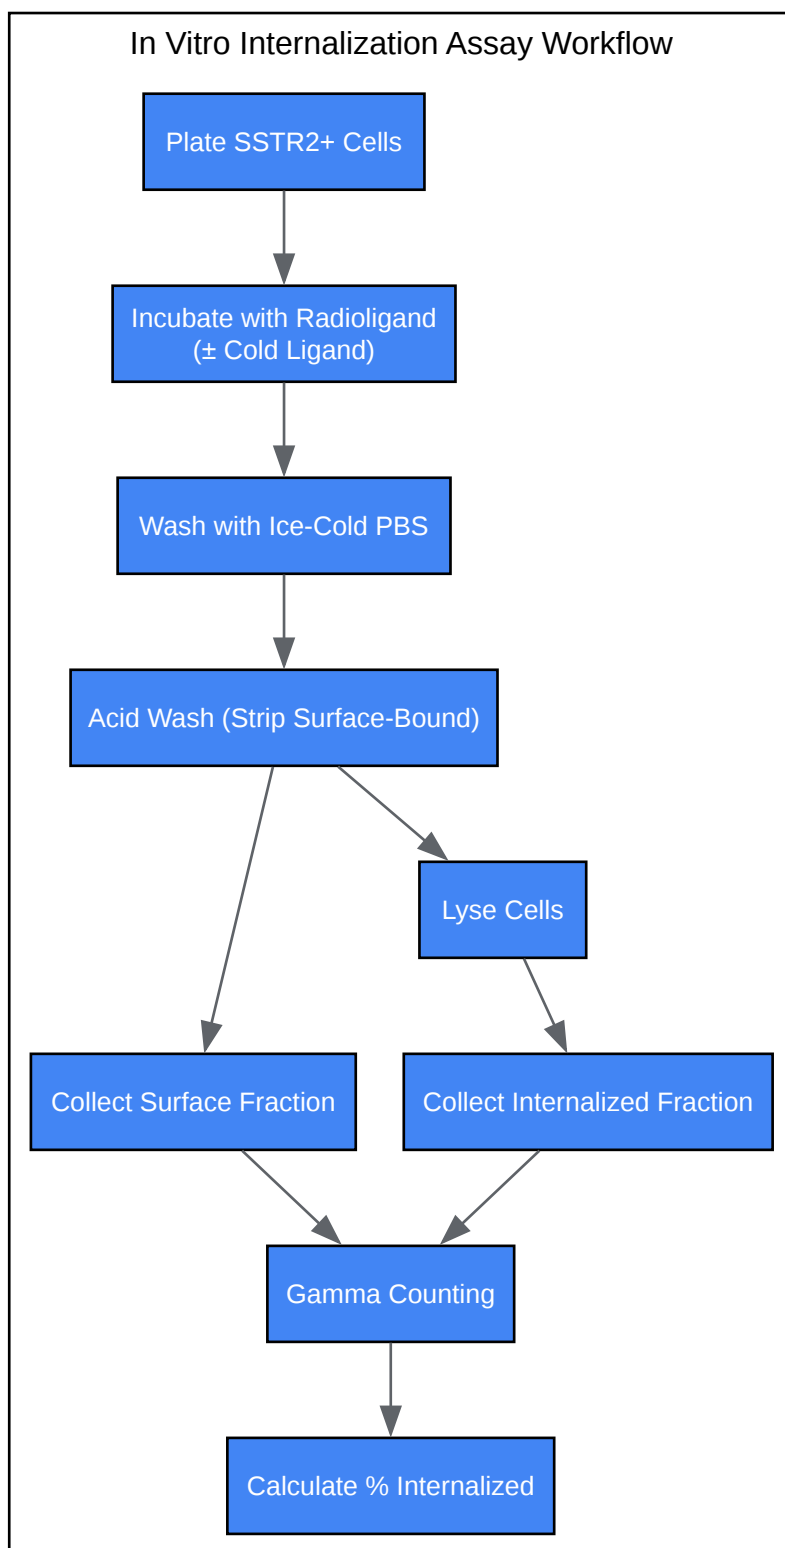 In Vitro Internalization Assay Workflow
Plate SSTR2+ Cells
Incubate with Radioligand
(± Cold Ligand)
Wash with Ice-Cold PBS
Acid Wash (Strip Surface-Bound)
Lyse Cells
Collect Surface Fraction
Collect Internalized Fraction
Gamma Counting
Calculate % Internalized